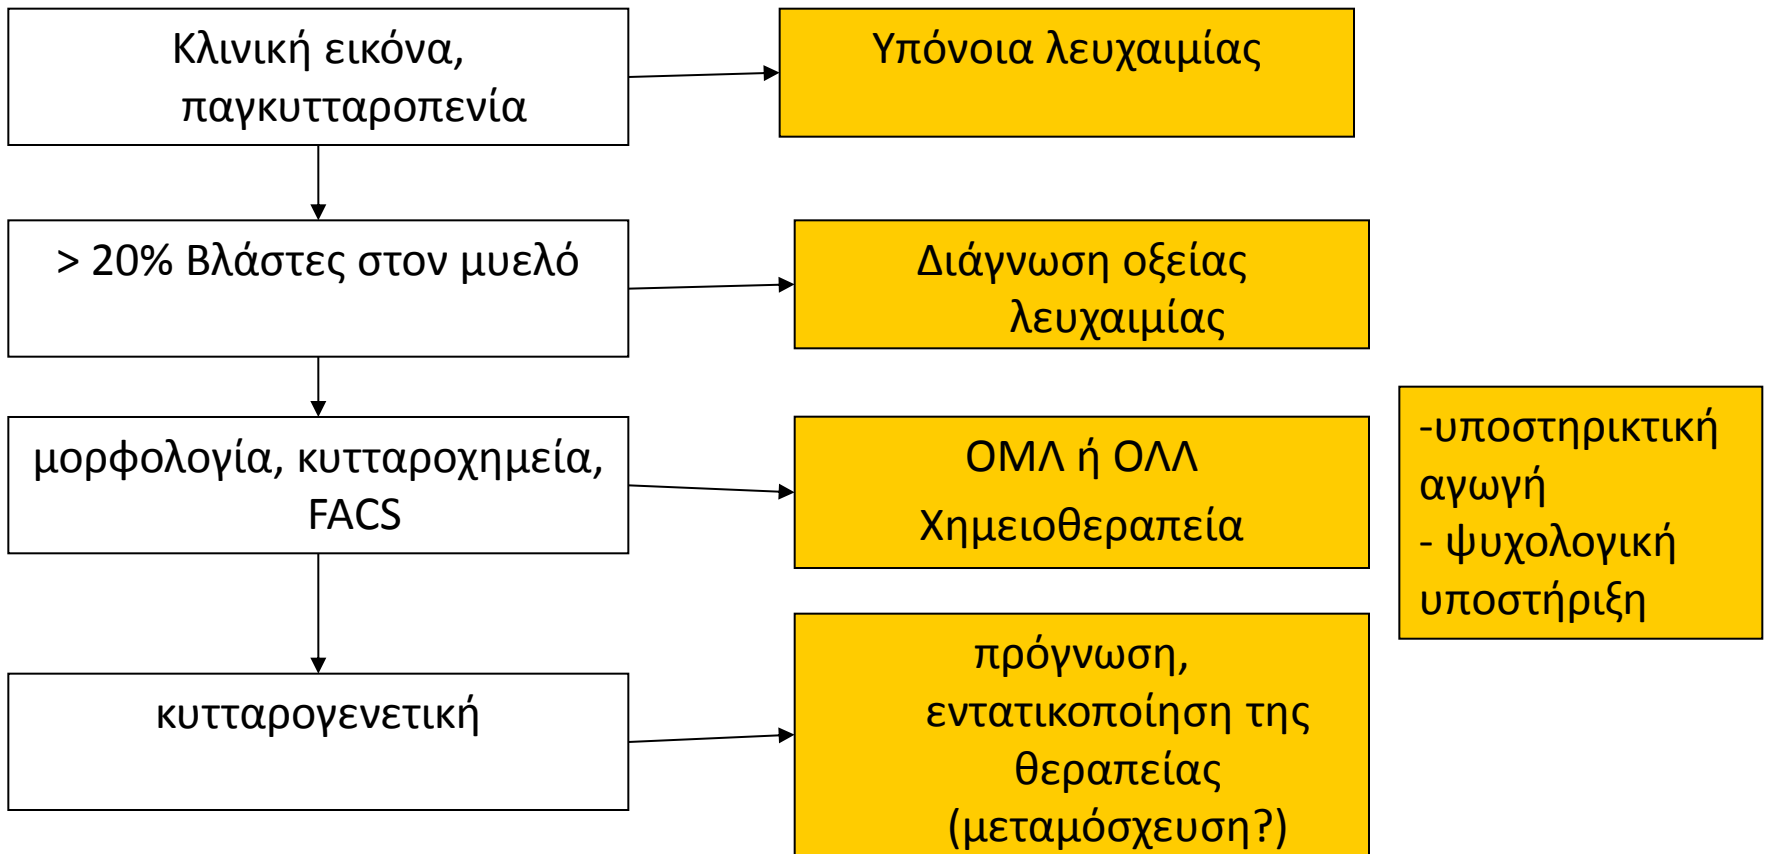 Κλινική εικόνα,
παγκυτταροπενία
Υπόνοια λευχαιμίας
> 20% Βλάστες στον μυελό
Διάγνωση οξείας
λευχαιμίας
μορφολογία, κυτταροχημεία,
FACS
ΟΜΛ ή ΟΛΛ
Χημειοθεραπεία
-υποστηρικτική
αγωγή
- ψυχολογική
υποστήριξη
κυτταρογενετική
πρόγνωση,
εντατικοποίηση της
θεραπείας
(μεταμόσχευση?)